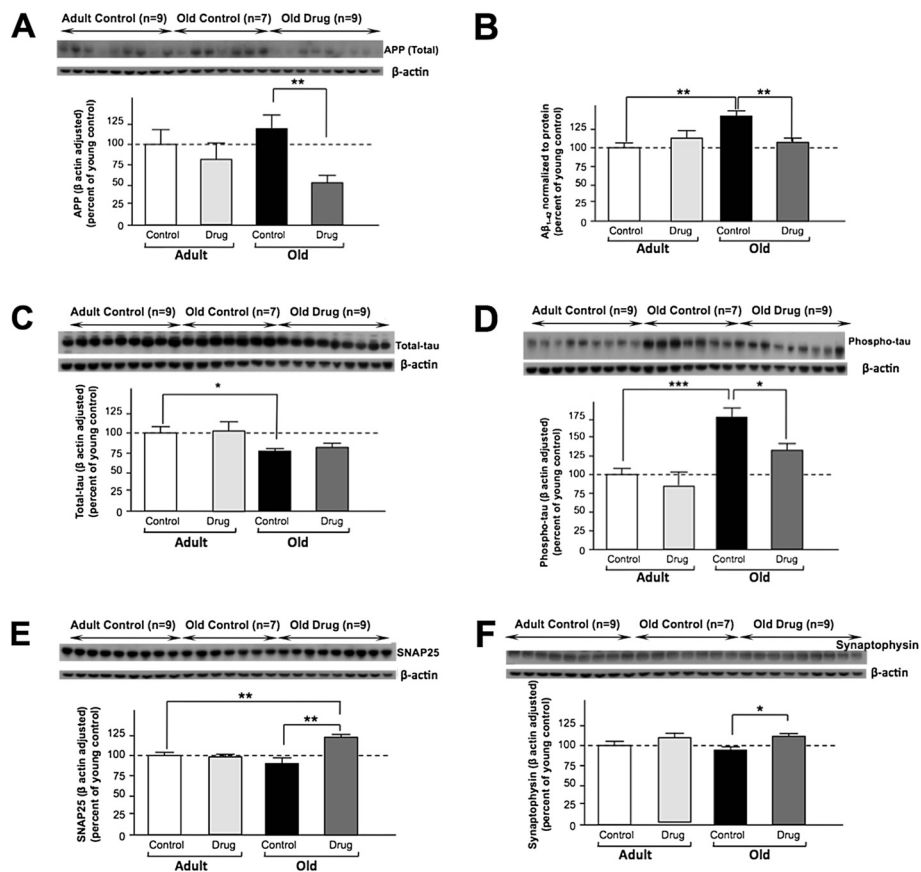 A
Adult Control (n=9) Old Control (n=7) Old Drug (n=9)
APP (Total)
β-actin
**
APP (β actin adjusted)
(percent of young control)
125
100
75
50
25
Control Drug Control Drug
Adult Old
B
** **
Aβ1-42 normalized to protein
(percent of young control)
125
100
75
50
25
0
Control Drug Control Drug
Adult Old
C
Adult Control (n=9) Old Control (n=7) Old Drug (n=9)
Total-tau
β-actin
*
Total-tau (β actin adjusted)
(percent of young control)
125
100
75
50
25
0
Control Drug Control Drug
Adult Old
D
Adult Control (n=9) Old Control (n=7) Old Drug (n=9)
Phospho-tau
β-actin
*** *
Phospho-tau (β actin adjusted)
(percent of young control)
175
150
125
100
75
50
25
0
Control Drug Control Drug
Adult Old
E
Adult Control (n=9) Old Control (n=7) Old Drug (n=9)
SNAP25
β-actin
**
**
SNAP25 (β actin adjusted)
(percent of young control)
125
100
75
50
25
0
Control Drug Control Drug
Adult Old
F
Adult Control (n=9) Old Control (n=7) Old Drug (n=9)
Synaptophysin
β-actin
*
Synaptophysin (β actin adjusted)
(percent of young control)
125
100
75
50
25
0
Control Drug Control Drug
Adult Old